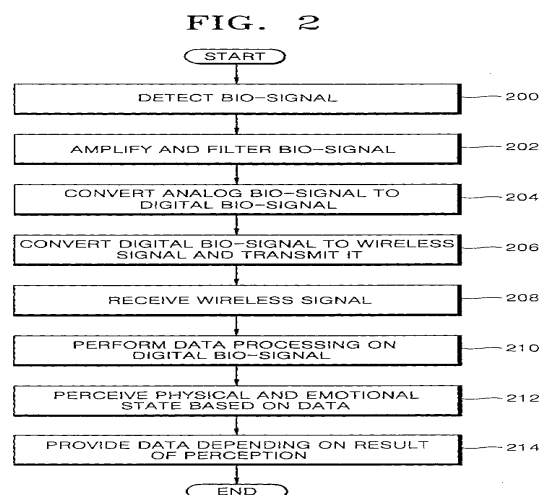 FIG. 2
START
DETECT BIO-SIGNAL
200
AMPLIFY AND FILTER BIO-SIGNAL
202
CONVERT ANALOG BIO-SIGNAL TO
DIGITAL BIO-SIGNAL
204
CONVERT DIGITAL BIO-SIGNAL TO WIRELESS
SIGNAL AND TRANSMIT IT
206
RECEIVE WIRELESS SIGNAL
208
PERFORM DATA PROCESSING ON
DIGITAL BIO-SIGNAL
210
PERCEIVE PHYSICAL AND EMOTIONAL
STATE BASED ON DATA
212
PROVIDE DATA DEPENDING ON RESULT
OF PERCEPTION
214
END